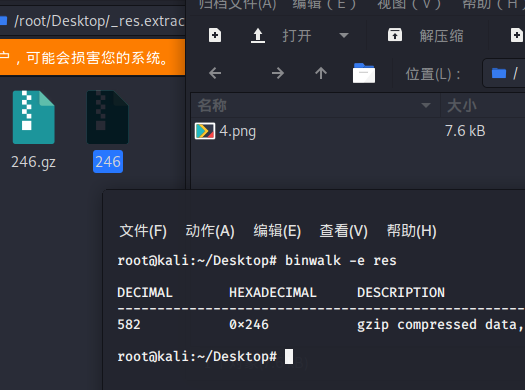 /root/Desktop/_res.extrac
户，可能会损害您的系统。
246.gz
246
归档文件(A) 编辑（E） 视图（V） 帮助（H
打开
解压缩
位置(L)：
/
名称
大小
4.png
7.6 kB
文件(F) 动作(A) 编辑(E) 查看(V) 帮助(H)
root@kali:~/Desktop# binwalk -e res
DECIMAL HEXADECIMAL DESCRIPTION
--------------------------------------------------------------------------------
582 0×246 gzip compressed data,
root@kali:~/Desktop#